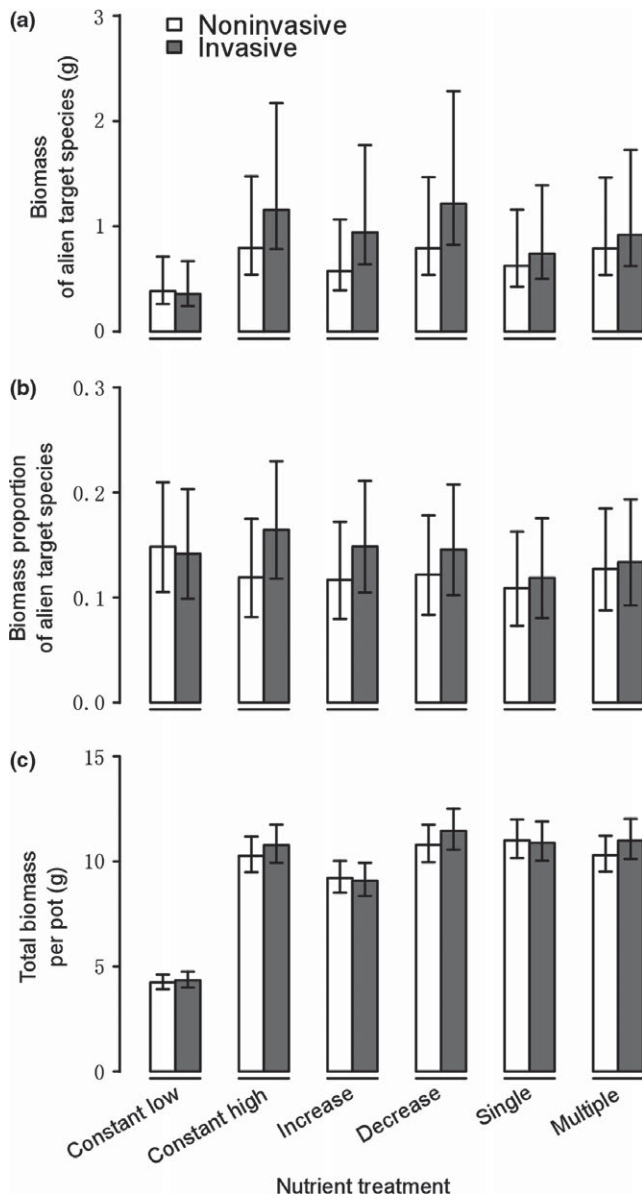 (a)
3
2
1
0
Biomass
of alien target species (g)
Noninvasive
Invasive
(b)
0.3
0.2
0.1
0.0
Biomass proportion
of alien target species
(c)
15
10
5
0
Total biomass
per pot (g)
Constant low
Constant high
Increase
Decrease
Single
Multiple
Nutrient treatment